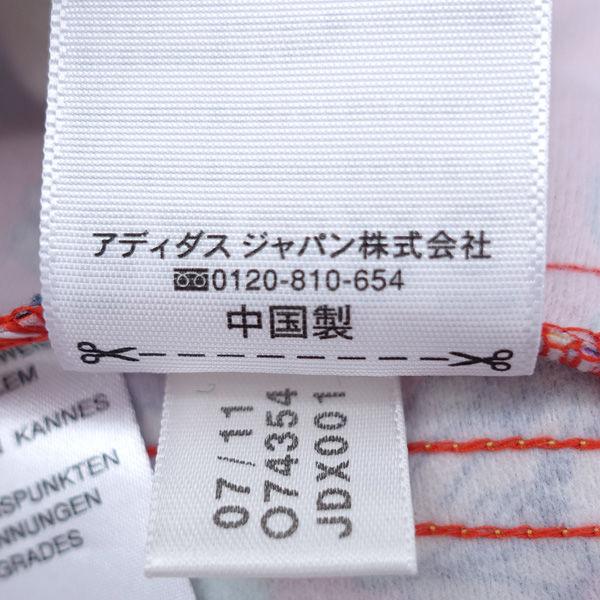 アディダス ジャパン株式会社
0120-810-654
中国製
LEM
KANNES
SPUNKTEN
NNUNGEN
GRADES
07/11
O74354
JDX001